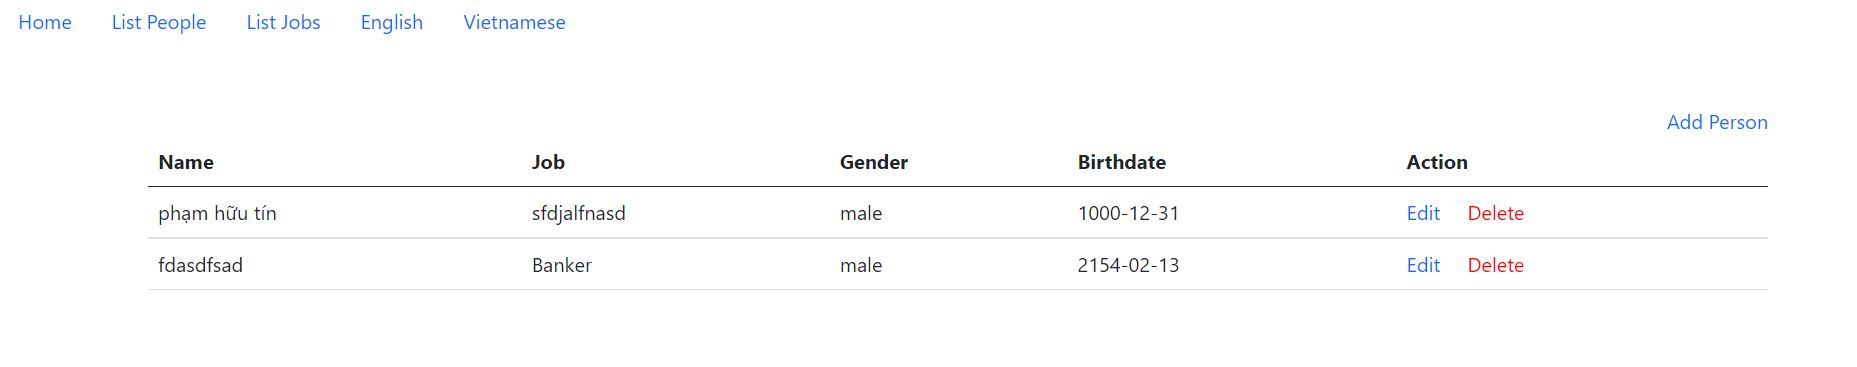 Home List People List Jobs English Vietnamese
Add Person
Name Job Gender Birthdate Action
phạm hữu tín sfdjalfnasd male 1000-12-31 Edit Delete
fdasdfsad Banker male 2154-02-13 Edit Delete